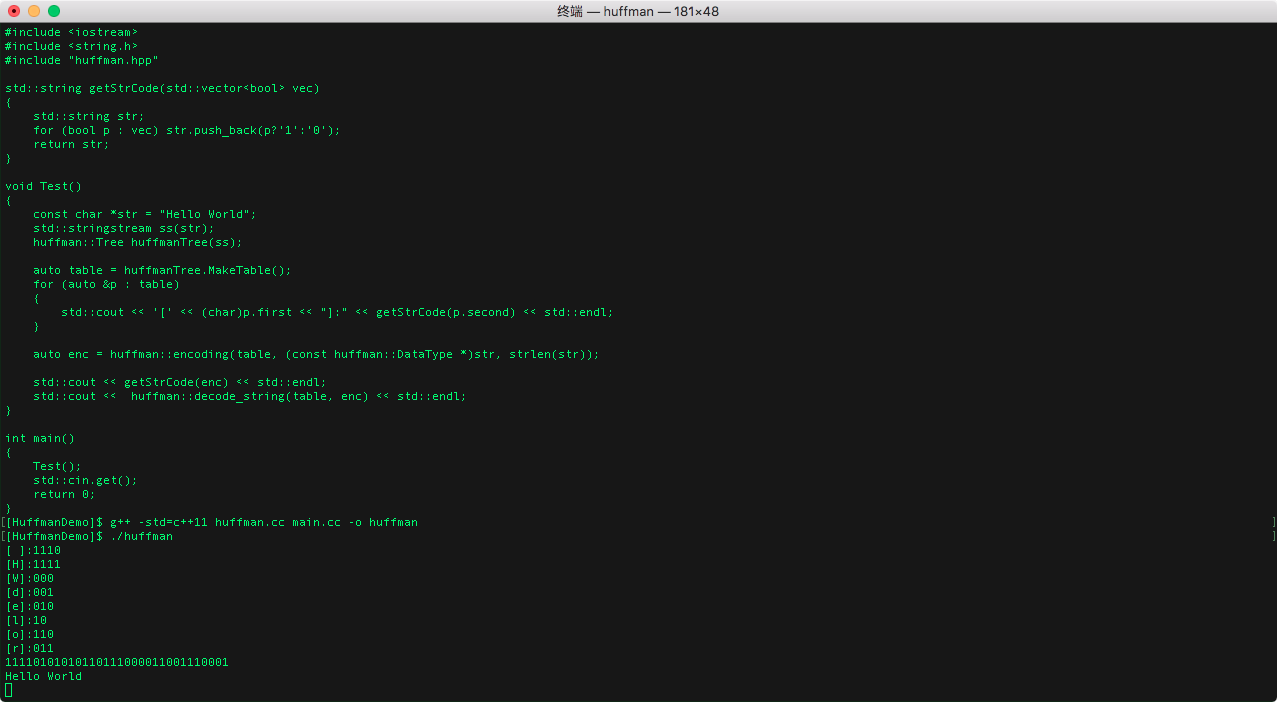 终端 — huffman — 181×48
#include <iostream>
#include <string.h>
#include "huffman.hpp"
std::string getStrCode(std::vector<bool> vec)
{
    std::string str;
    for (bool p : vec) str.push_back(p?'1':'0');
    return str;
}
void Test()
{
    const char *str = "Hello World";
    std::stringstream ss(str);
    huffman::Tree huffmanTree(ss);
    auto table = huffmanTree.MakeTable();
    for (auto &p : table)
    {
        std::cout << '[' << (char)p.first << "]:" << getStrCode(p.second) << std::endl;
    }
    auto enc = huffman::encoding(table, (const huffman::DataType *)str, strlen(str));
    std::cout << getStrCode(enc) << std::endl;
    std::cout <<  huffman::decode_string(table, enc) << std::endl;
}
int main()
{
    Test();
    std::cin.get();
    return 0;
}
[[HuffmanDemo]$ g++ -std=c++11 huffman.cc main.cc -o huffman ]
[[HuffmanDemo]$ ./huffman ]
[ ]:1110
[H]:1111
[W]:000
[d]:001
[e]:010
[l]:10
[o]:110
[r]:011
11110101010110111000011001110001
Hello World